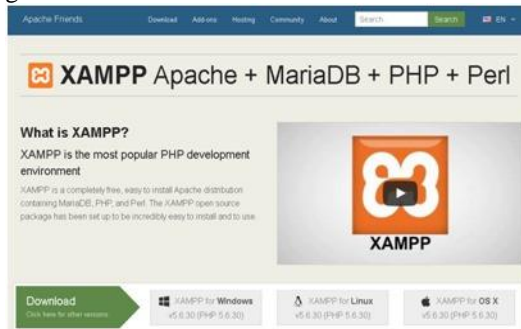 Apache Friends
Download Add-ons Hosting Community About Search Search EN
XAMPP Apache + MariaDB + PHP + Perl
What is XAMPP?
XAMPP is the most popular PHP development
environment
XAMPP is a completely free, easy to install Apache distribution
containing MariaDB, PHP, and Perl. The XAMPP open source
package has been set up to be incredibly easy to install and to use.
XAMPP
Download
Click here for other versions
XAMPP for Windows
v5.6.30 (PHP 5.6.30)
XAMPP for Linux
v5.6.30 (PHP 5.6.30)
XAMPP for OS X
v5.6.30 (PHP 5.6.30)